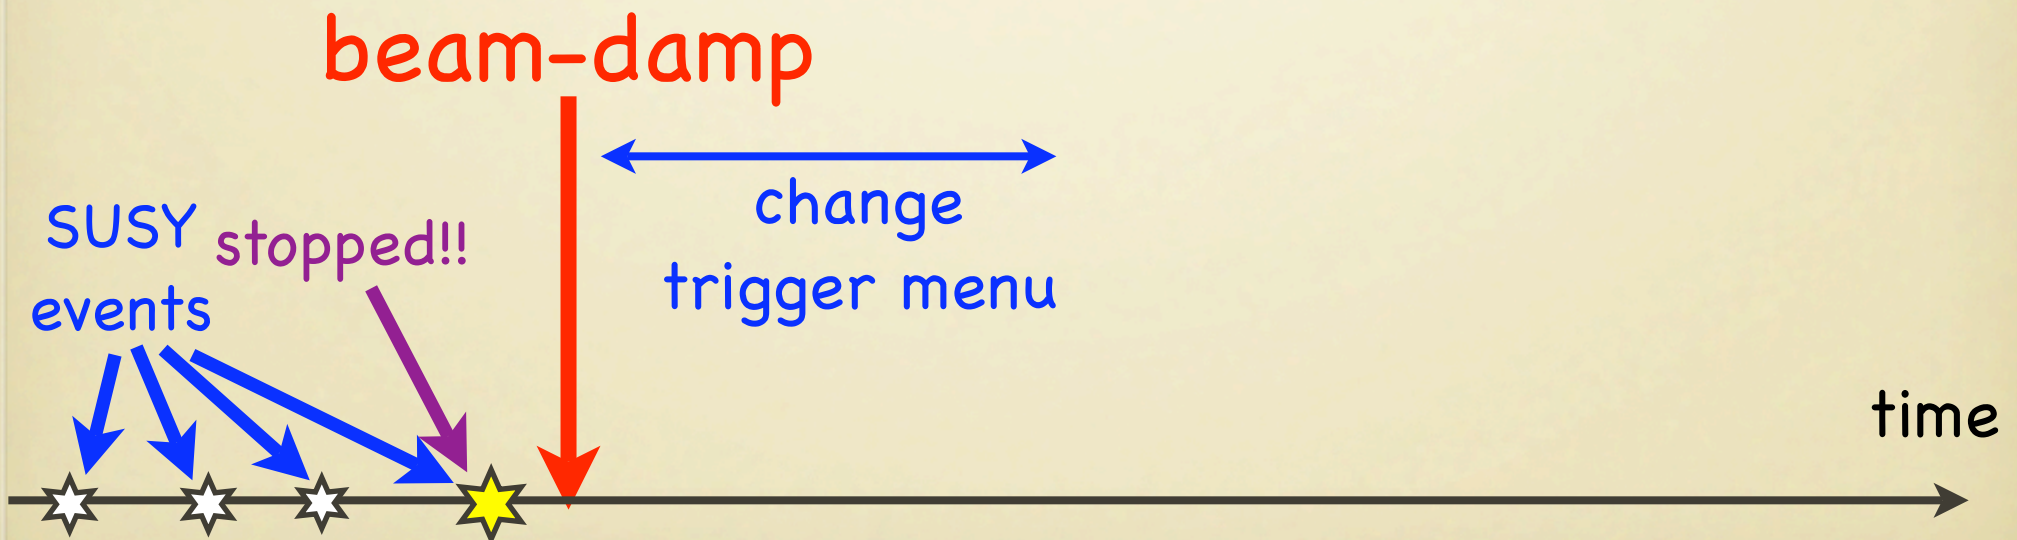 beam-damp
change
trigger menu
SUSY
events
stopped!!
time